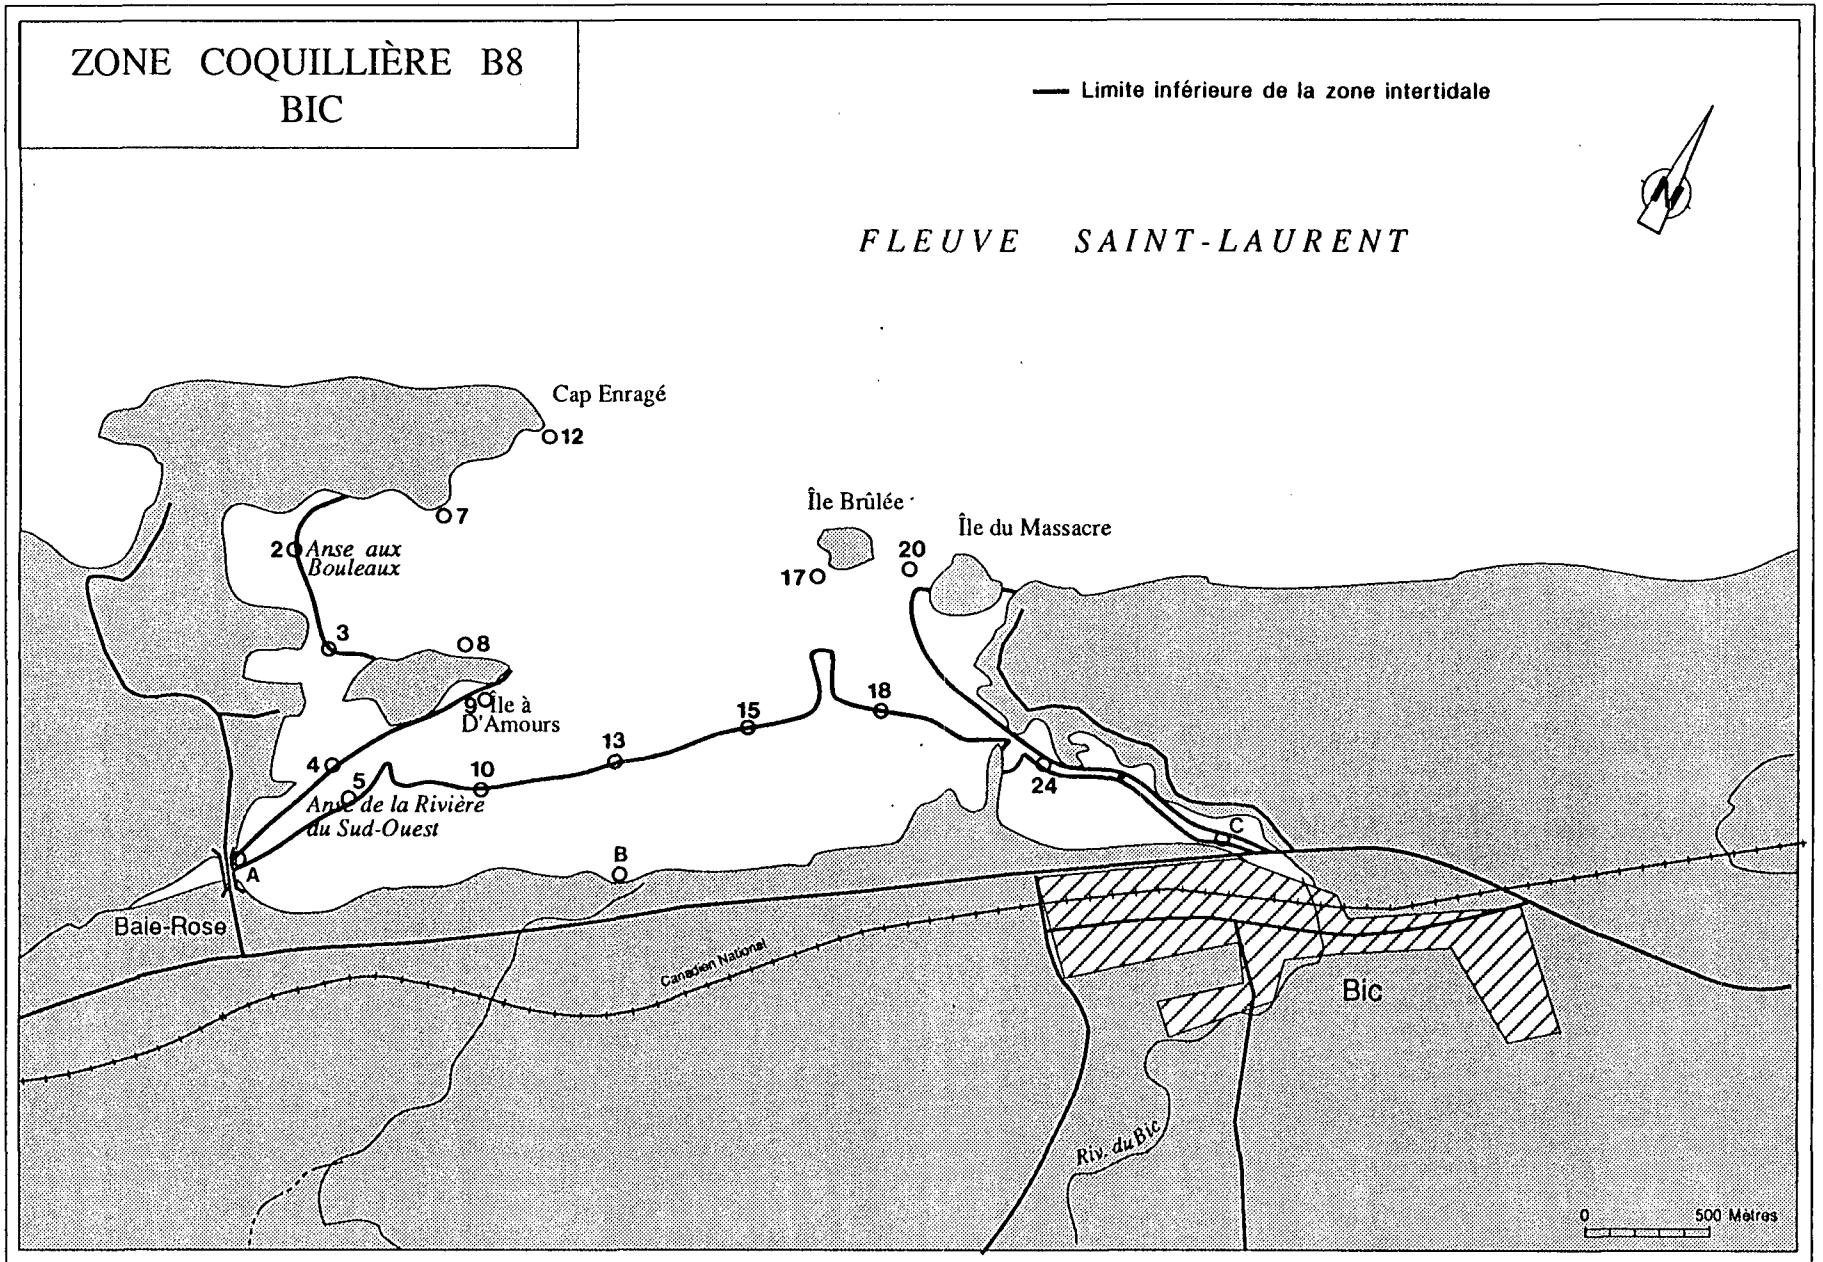 ZONE COQUILLIÈRE B8
BIC
Limite inférieure de la zone intertidale
N
FLEUVE SAINT-LAURENT
Cap Enragé
12
7
Île Brûlée
Île du Massacre
2
Anse aux
Bouleaux
20
17
3
8
9
Île à
D'Amours
18
15
13
4
5
10
24
Anse de la Rivière
du Sud-Ouest
C
B
A
Baie-Rose
Canadien National
Bic
Riv. du Bic
0 500 Mètres